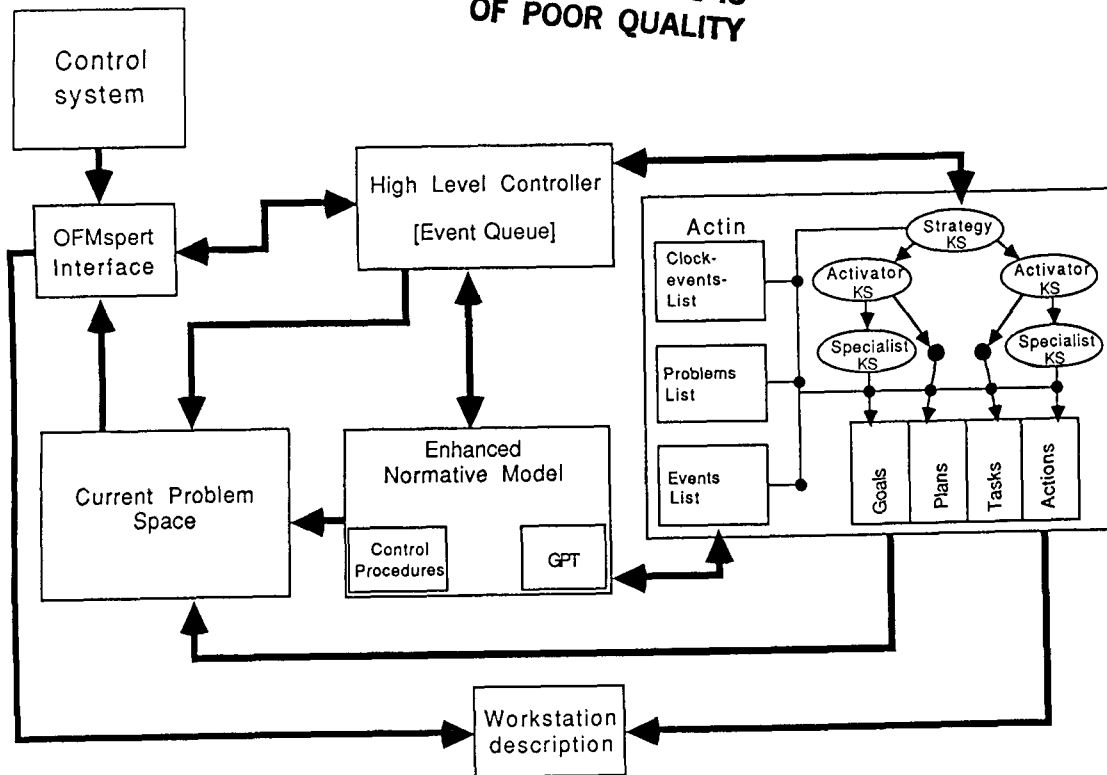 OF POOR QUALITY
Control
system
OFMspert
Interface
High Level Controller
[Event Queue]
Current Problem
Space
Enhanced
Normative Model
Control
Procedures
GPT
Actin
Clock-
events-
List
Problems
List
Events
List
Strategy
KS
Activator
KS
Activator
KS
Specialist
KS
Specialist
KS
Goals
Plans
Tasks
Actions
Workstation
description